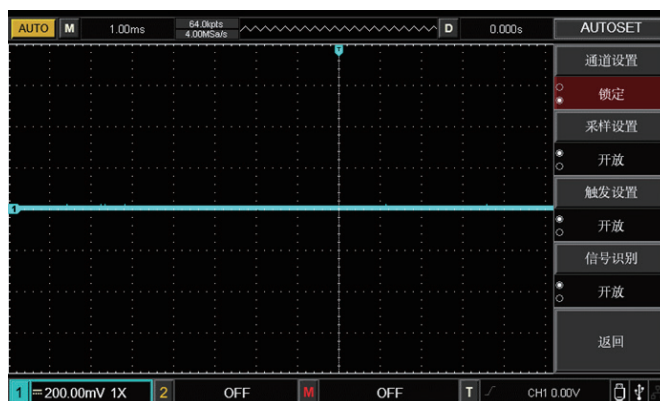 AUTO M 1.00ms 64.0kpts D 0.000s AUTOSET
4.00MSa/s
T
通道设置
锁定
采样设置
开放
触发设置
开放
1
信号识别
开放
返回
1 200.00mV 1X 2 OFF M OFF T CH1 0.00V